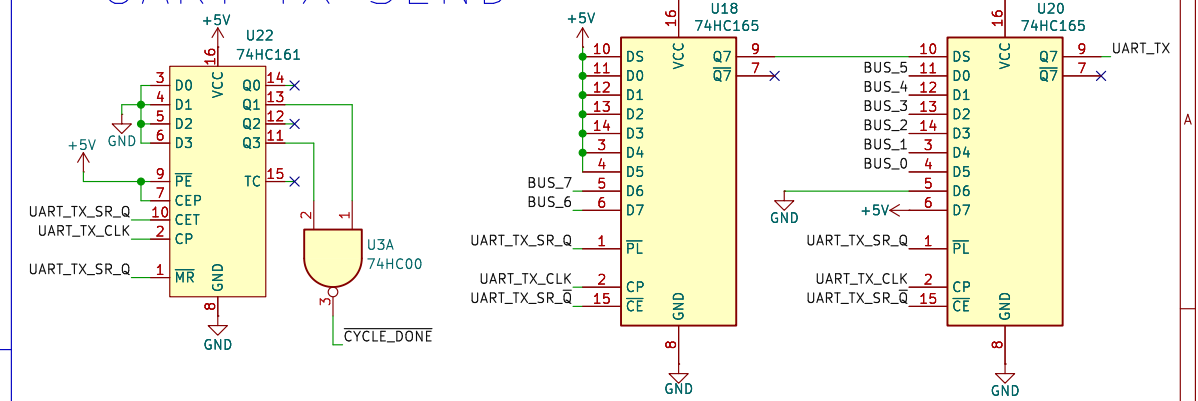 UART TX SEND
+5V
U22
74HC161
16
VCC
3 D0
4 D1
5 D2
6 D3
9 PE
7 CEP
10 CET
2 CP
1 MR
Q0 14
Q1 13
Q2 12
Q3 11
TC 15
GND
8
GND
GND
+5V
UART_TX_SR_Q
UART_TX_CLK
UART_TX_SR_Q
2
1
U3A
74HC00
3
CYCLE_DONE
+5V
U18
74HC165
16
VCC
10 DS
11 D0
12 D1
13 D2
14 D3
3 D4
4 D5
BUS_7 5 D6
BUS_6 6 D7
UART_TX_SR_Q 1 PL
UART_TX_CLK 2 CP
UART_TX_SR_Q 15 CE
Q7 9
Q7 7
GND
8
GND
U20
74HC165
16
VCC
10 DS
BUS_5 11 D0
BUS_4 12 D1
BUS_3 13 D2
BUS_2 14 D3
BUS_1 3 D4
BUS_0 4 D5
5 D6
GND
+5V 6 D7
UART_TX_SR_Q 1 PL
UART_TX_CLK 2 CP
UART_TX_SR_Q 15 CE
Q7 9 UART_TX
Q7 7
GND
8
GND
A